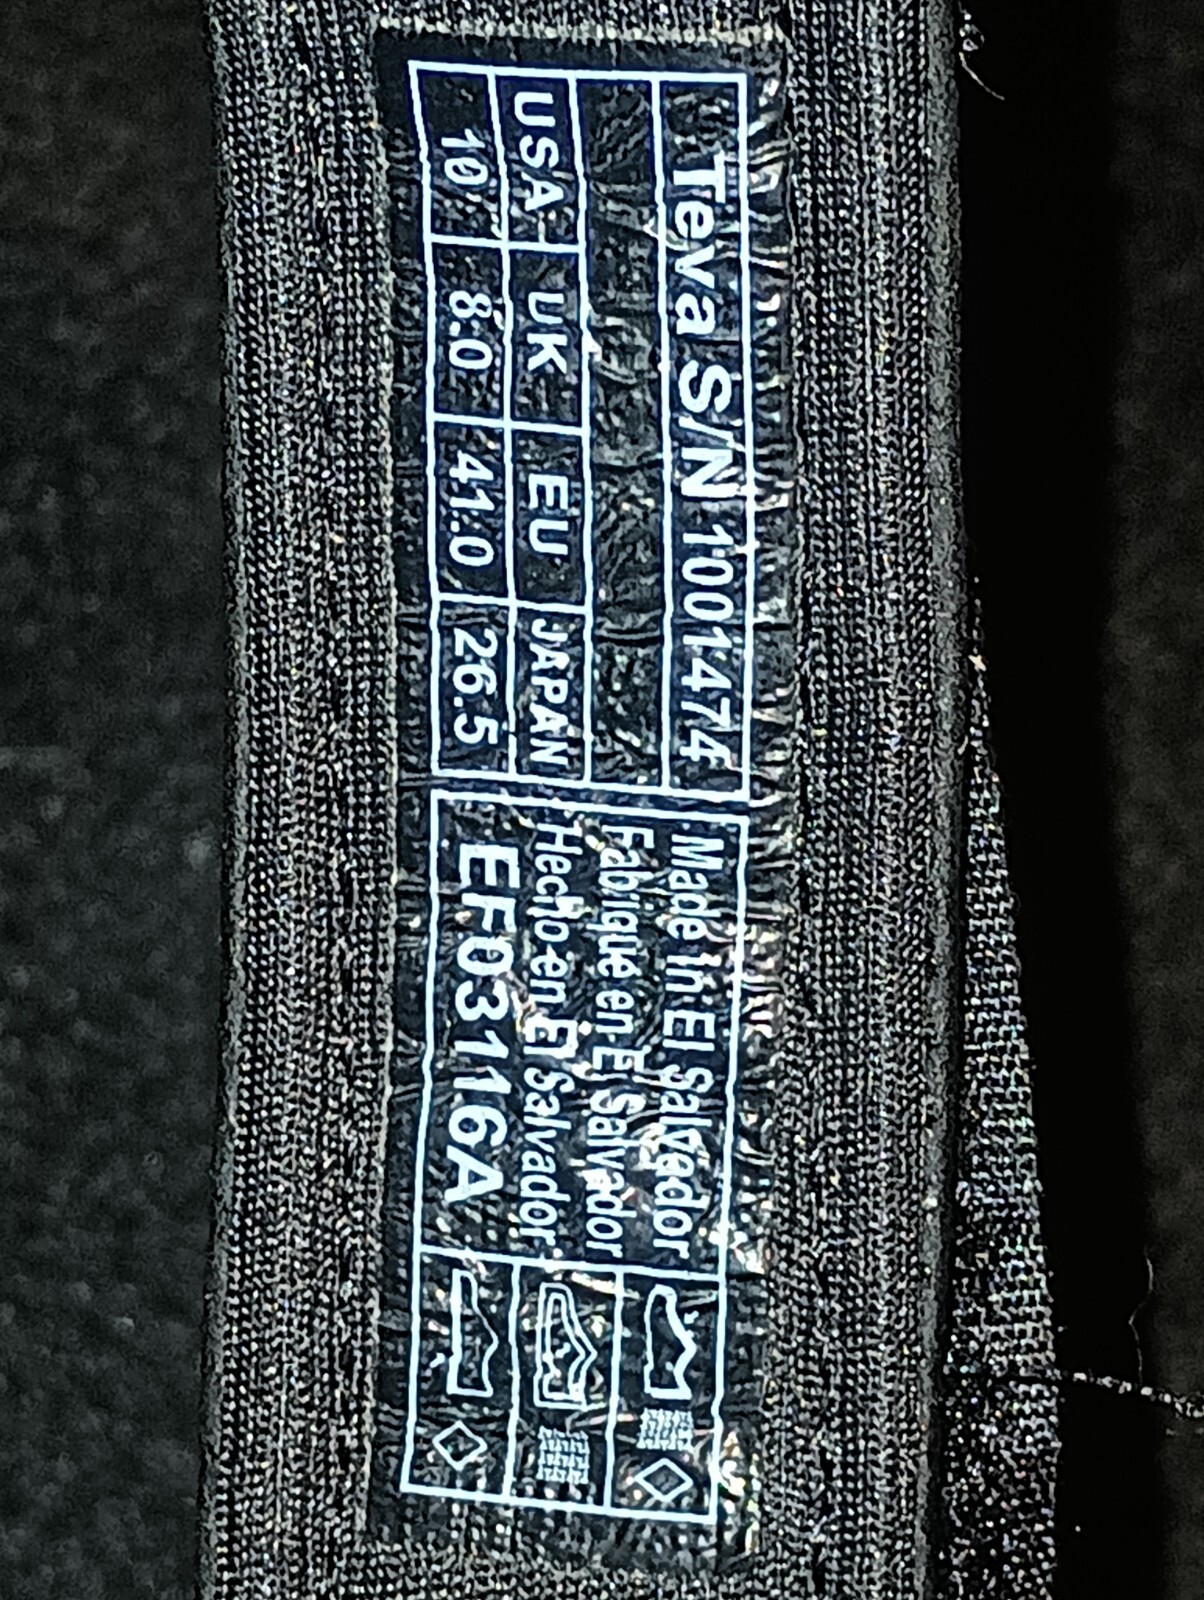 Teva S/N 1001474
USA UK EU JAPAN
10 8.0 41.0 26.5
Made in El Salvador
Fabique en El Salvador
Hecho en El Salvador
EF03116A